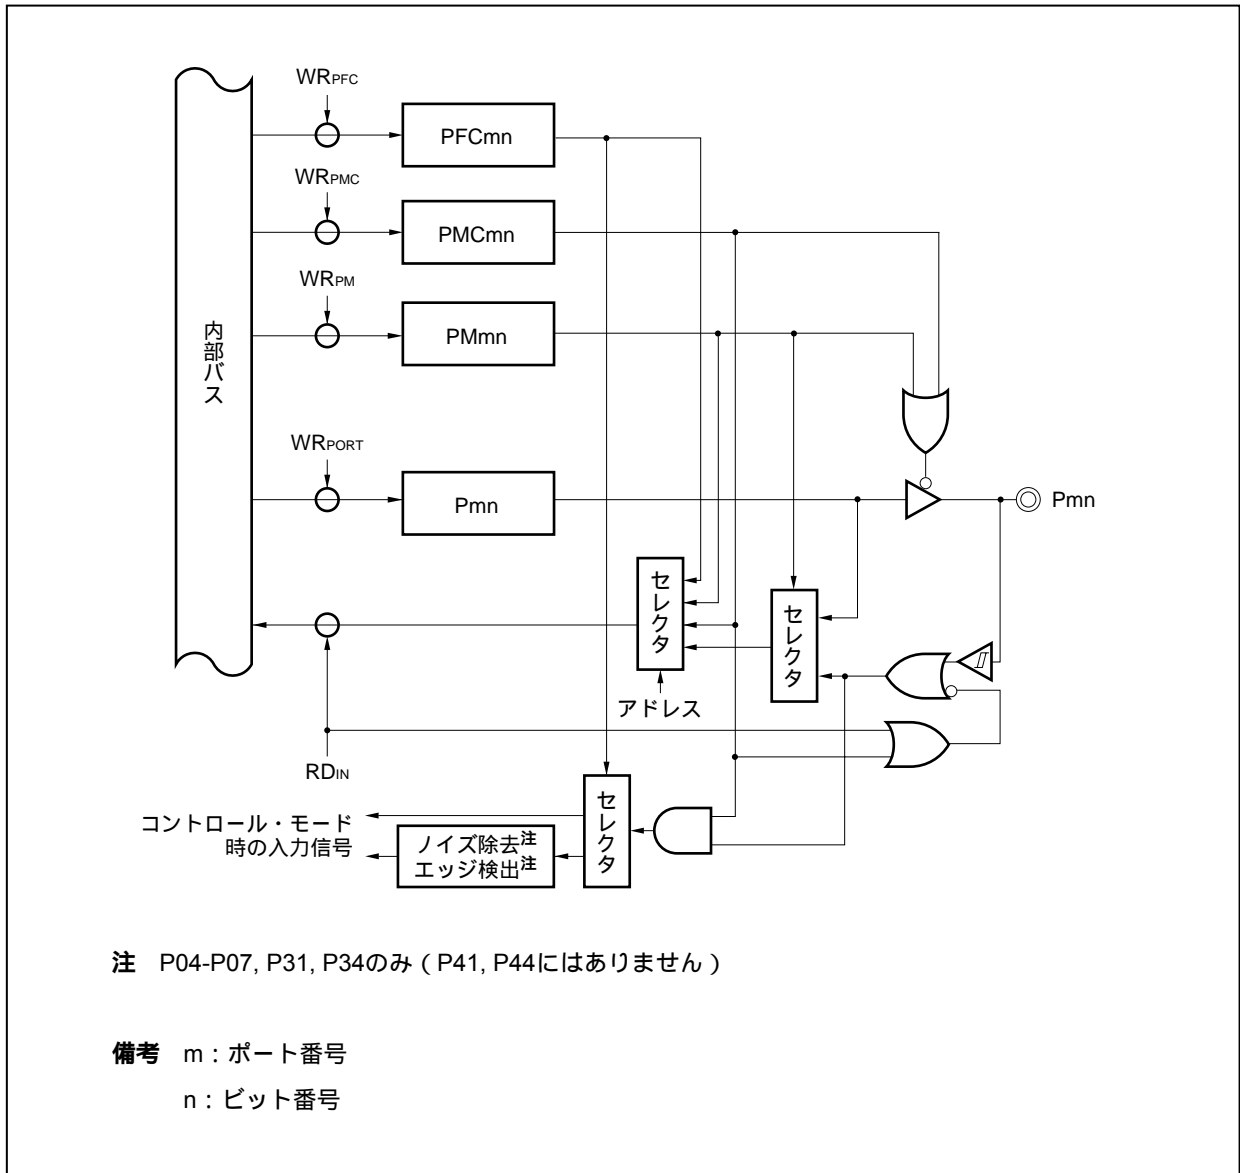 WRPFC
PFCmn
WRPMC
PMCmn
WRPM
PMmn
内部バス
WRPORT
Pmn
Pmn
セレクタ
セレクタ
アドレス
RDIN
セレクタ
コントロール・モード
時の入力信号
ノイズ除去注
エッジ検出注
注 P04-P07, P31, P34のみ（P41, P44にはありません）
備考 m：ポート番号
n：ビット番号